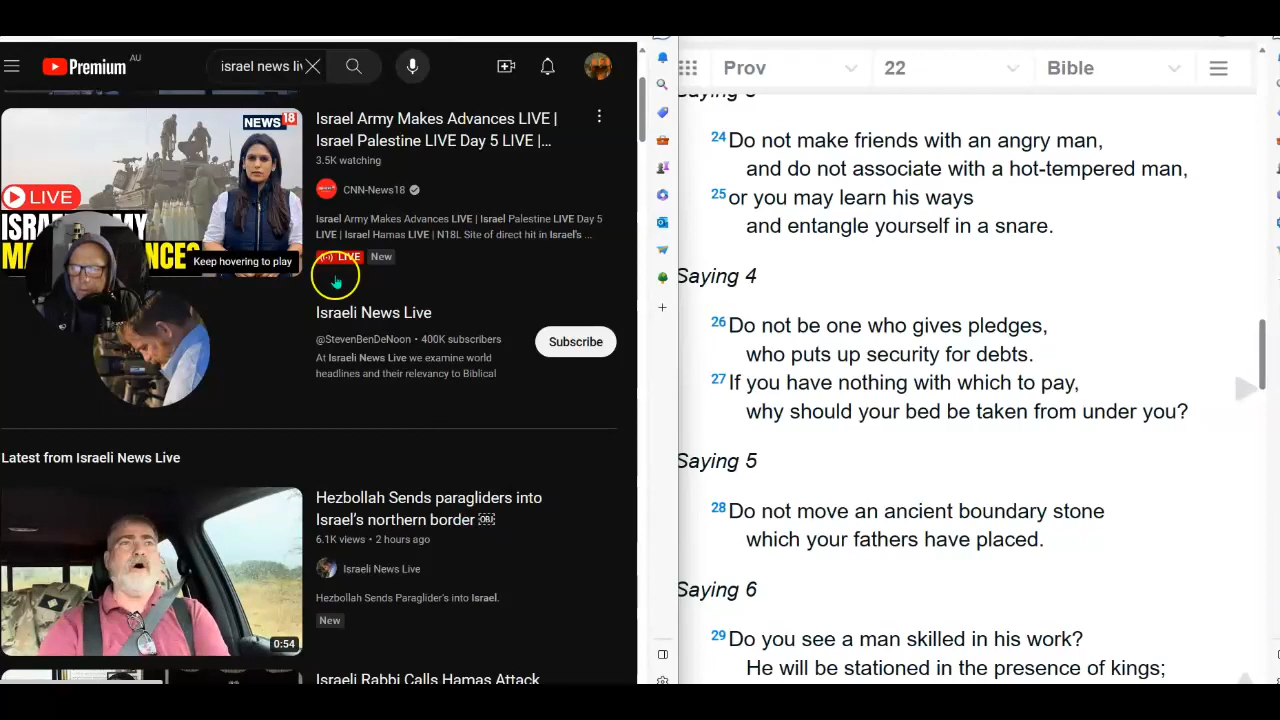 Premium
AU
israel news liv
NEWS
18
LIVE
Keep hovering to play
Israel Army Makes Advances LIVE |
Israel Palestine LIVE Day 5 LIVE |...
3.5K watching
CNN-News18
Israel Army Makes Advances LIVE | Israel Palestine LIVE Day 5
LIVE | Israel Hamas LIVE | N18L Site of direct hit in Israel's ...
LIVE New
Israeli News Live
@StevenBenDeNoon • 400K subscribers
At Israeli News Live we examine world
headlines and their relevancy to Biblical
Subscribe
Latest from Israeli News Live
0:54
Hezbollah Sends paragliders into
Israel’s northern border OBJ
6.1K views • 2 hours ago
Israeli News Live
Hezbollah Sends Paraglider's into Israel.
New
Israeli Rabbi Calls Hamas Attack
Prov 22 Bible
24 Do not make friends with an angry man,
and do not associate with a hot-tempered man,
25 or you may learn his ways
and entangle yourself in a snare.
Saying 4
26 Do not be one who gives pledges,
who puts up security for debts.
27 If you have nothing with which to pay,
why should your bed be taken from under you?
Saying 5
28 Do not move an ancient boundary stone
which your fathers have placed.
Saying 6
29 Do you see a man skilled in his work?
He will be stationed in the presence of kings;